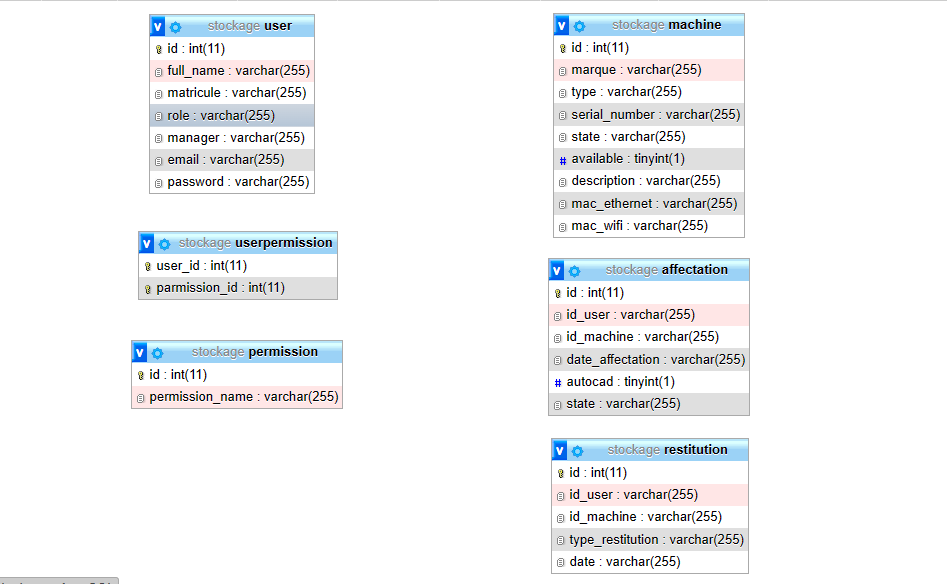 stockage user
id : int(11)
full_name : varchar(255)
matricule : varchar(255)
role : varchar(255)
manager : varchar(255)
email : varchar(255)
password : varchar(255)
stockage userpermission
user_id : int(11)
parmission_id : int(11)
stockage permission
id : int(11)
permission_name : varchar(255)
stockage machine
id : int(11)
marque : varchar(255)
type : varchar(255)
serial_number : varchar(255)
state : varchar(255)
# available : tinyint(1)
description : varchar(255)
mac_ethernet : varchar(255)
mac_wifi : varchar(255)
stockage affectation
id : int(11)
id_user : varchar(255)
id_machine : varchar(255)
date_affectation : varchar(255)
# autocad : tinyint(1)
state : varchar(255)
stockage restitution
id : int(11)
id_user : varchar(255)
id_machine : varchar(255)
type_restitution : varchar(255)
date : varchar(255)